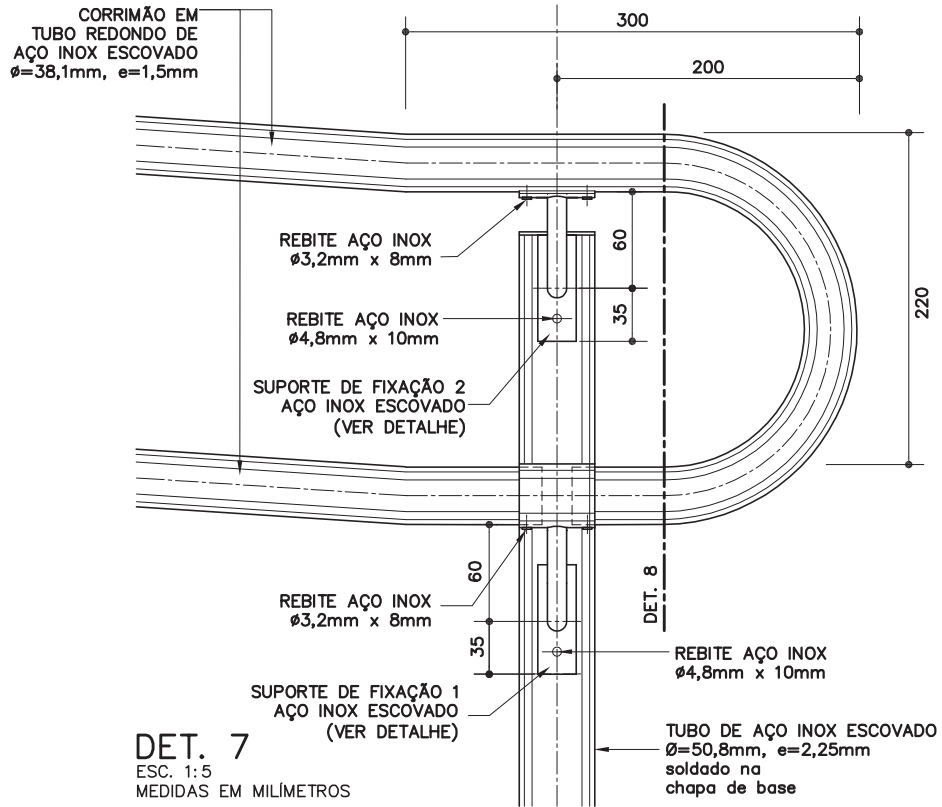 CORRIMÃO EM
TUBO REDONDO DE
AÇO INOX ESCOVADO
ø=38,1mm, e=1,5mm
300
200
REBITE AÇO INOX
ø3,2mm x 8mm
60
REBITE AÇO INOX
ø4,8mm x 10mm
35
220
SUPORTE DE FIXAÇÃO 2
AÇO INOX ESCOVADO
(VER DETALHE)
60
DET. 8
REBITE AÇO INOX
ø3,2mm x 8mm
35
REBITE AÇO INOX
ø4,8mm x 10mm
SUPORTE DE FIXAÇÃO 1
AÇO INOX ESCOVADO
(VER DETALHE)
TUBO DE AÇO INOX ESCOVADO
Ø=50,8mm, e=2,25mm
soldado na
chapa de base
DET. 7
ESC. 1:5
MEDIDAS EM MILÍMETROS